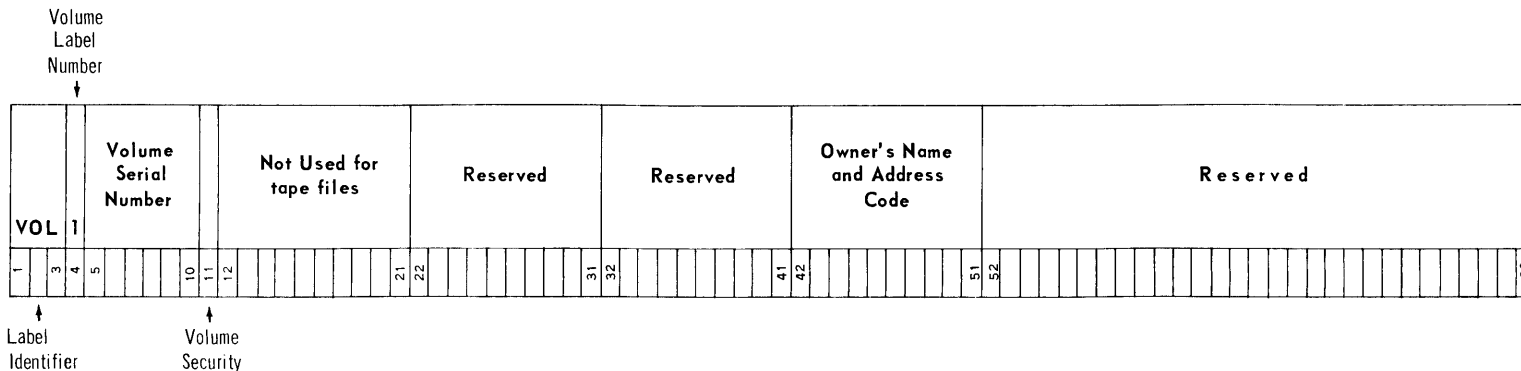 Volume
Label
Number
VOL
1
Volume
Serial
Number
Not Used for
tape files
Reserved
Reserved
Owner's Name
and Address
Code
Reserved
1 3 4 5 10 11 12 21 22 31 32 41 42 51 52
Label
Identifier
Volume
Security